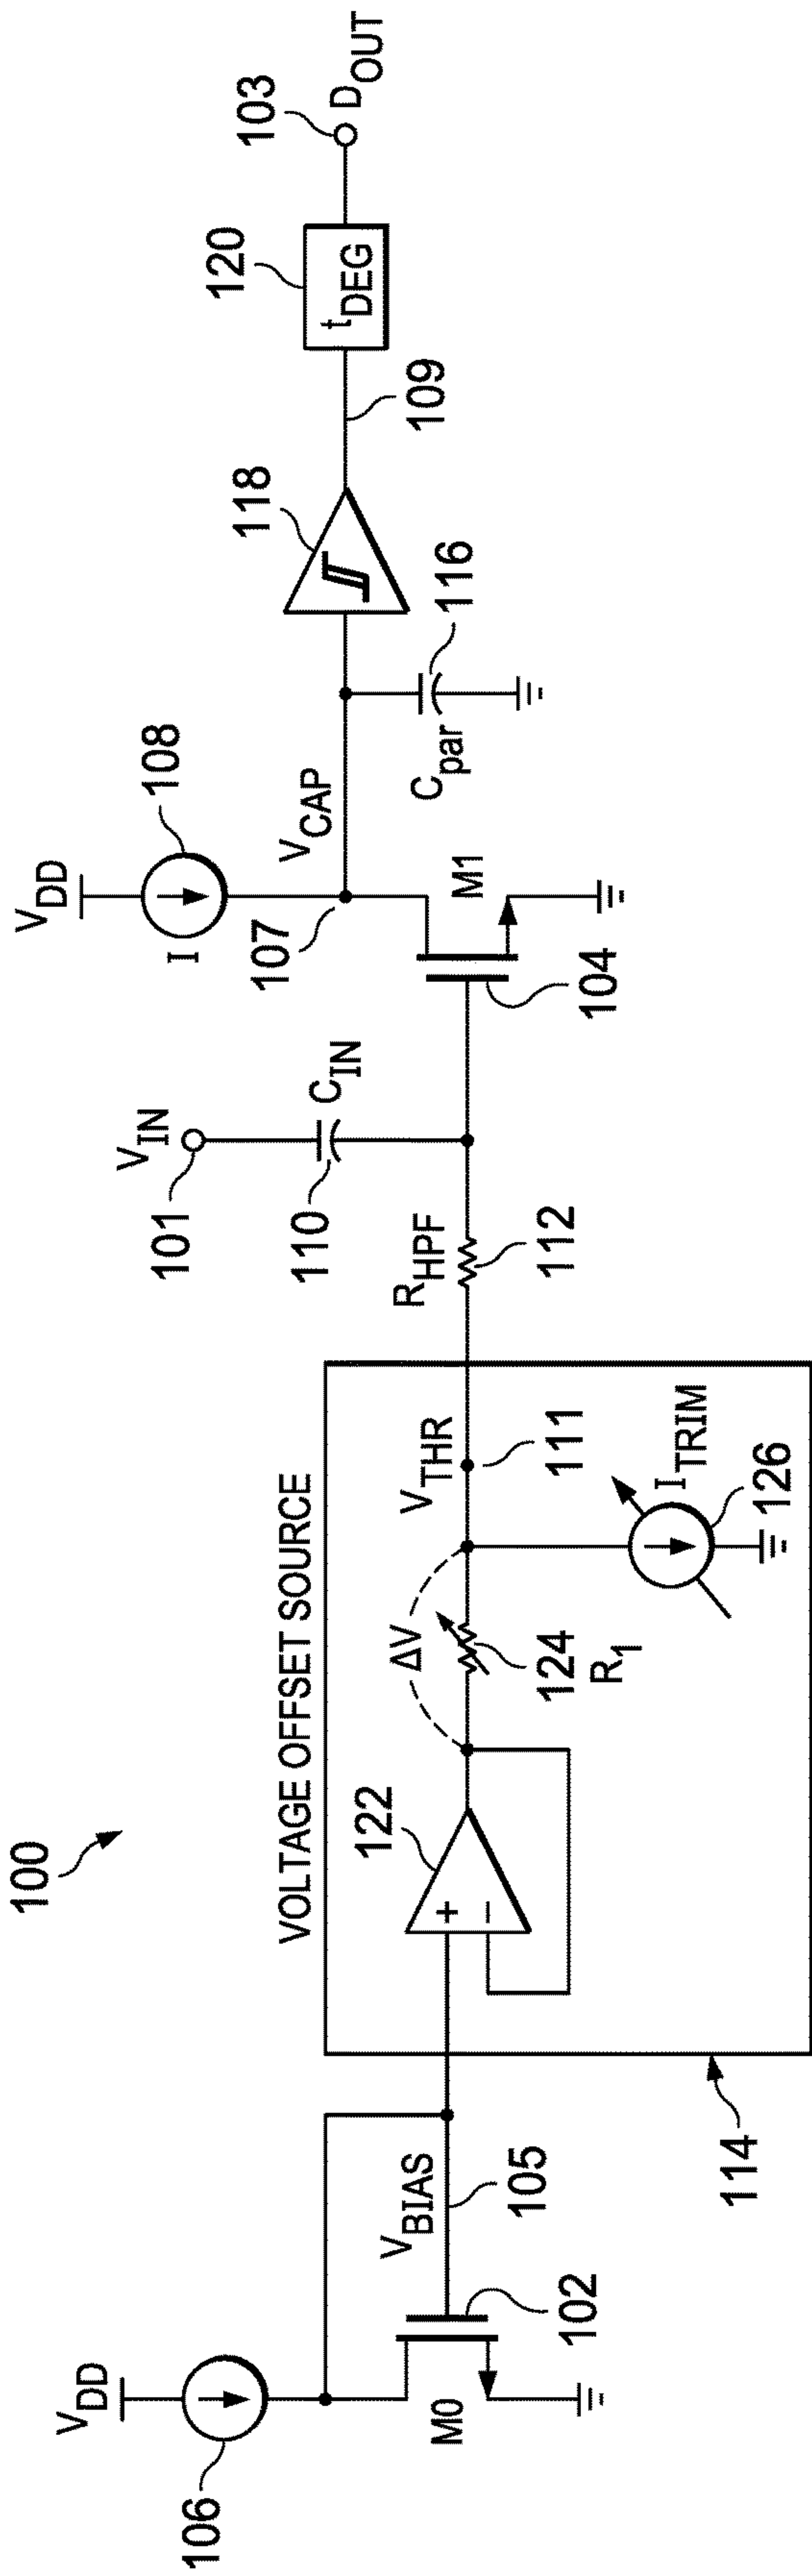 100
V_DD
106
M0
102
V_BIAS
105
114
VOLTAGE OFFSET SOURCE
122
+
−
ΔV
124
R_1
V_THR
111
I_TRIM
126
R_HPF
112
V_IN
101
110
C_IN
V_DD
108
I
107
V_CAP
M1
104
C_par
116
118
109
120
t_DEG
103
D_OUT